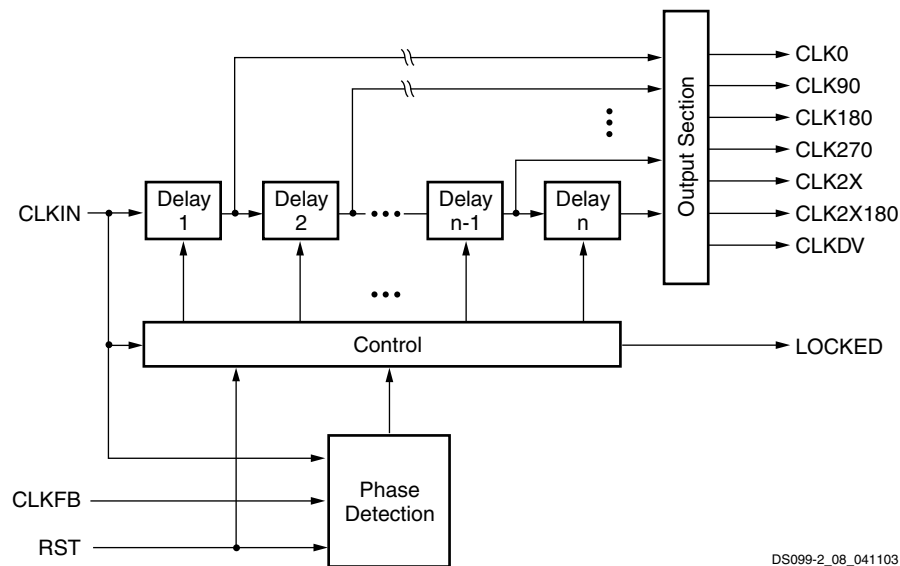 CLK0
CLK90
CLK180
CLK270
CLK2X
CLK2X180
CLKDV
Output Section
CLKIN
Delay
1
Delay
2
Delay
n-1
Delay
n
Control
LOCKED
Phase
Detection
CLKFB
RST
DS099-2_08_041103